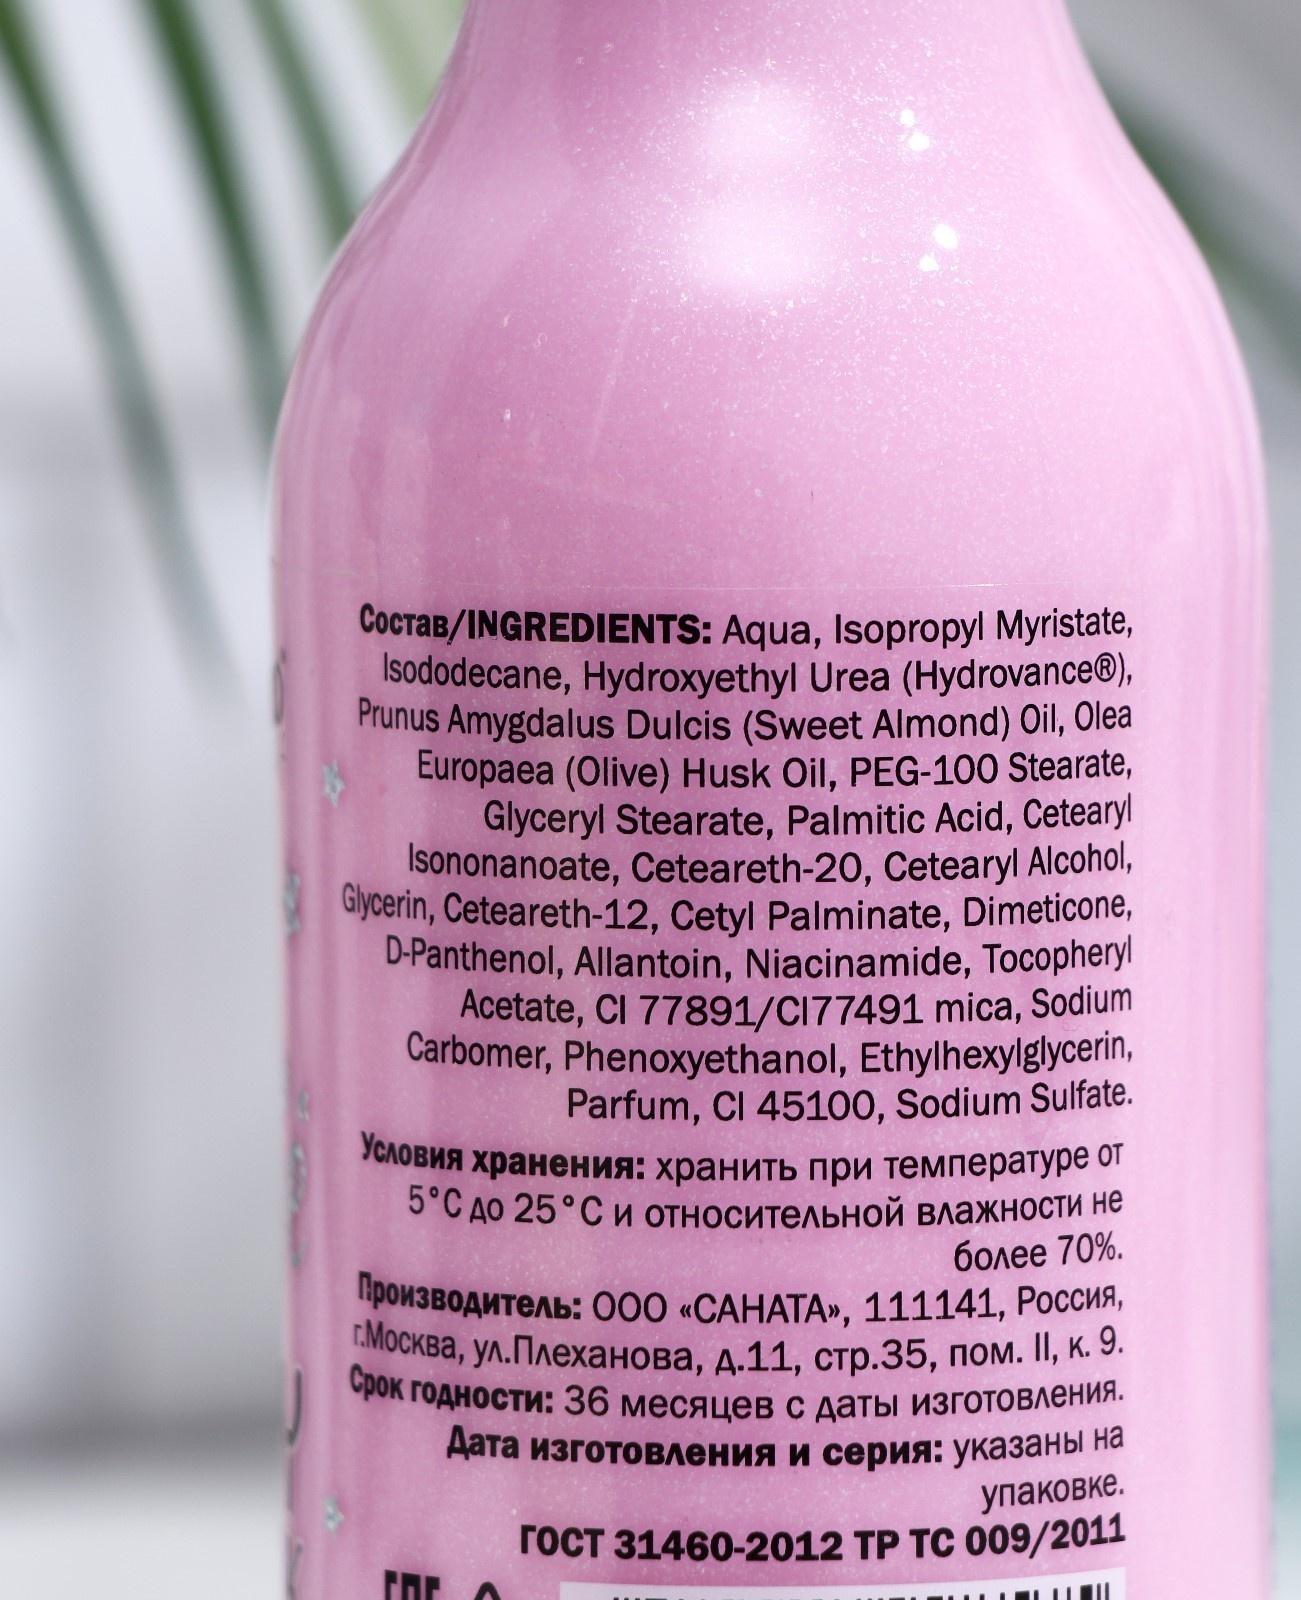 Состав/INGREDIENTS: Aqua, Isopropyl Myristate,
Isododecane, Hydroxyethyl Urea (Hydrovance®),
Prunus Amygdalus Dulcis (Sweet Almond) Oil, Olea
Europaea (Olive) Husk Oil, PEG-100 Stearate,
Glyceryl Stearate, Palmitic Acid, Cetearyl
Isononanoate, Ceteareth-20, Cetearyl Alcohol,
Glycerin, Ceteareth-12, Cetyl Palminate, Dimeticone,
D-Panthenol, Allantoin, Niacinamide, Tocopheryl
Acetate, CI 77891/CI77491 mica, Sodium
Carbomer, Phenoxyethanol, Ethylhexylglycerin,
Parfum, CI 45100, Sodium Sulfate.
Условия хранения: хранить при температуре от
5°C до 25°C и относительной влажности не
более 70%.
Производитель: ООО «САНАТА», 111141, Россия,
г.Москва, ул.Плеханова, д.11, стр.35, пом. II, к. 9.
Срок годности: 36 месяцев с даты изготовления.
Дата изготовления и серия: указаны на
упаковке.
ГОСТ 31460-2012 ТР ТС 009/2011